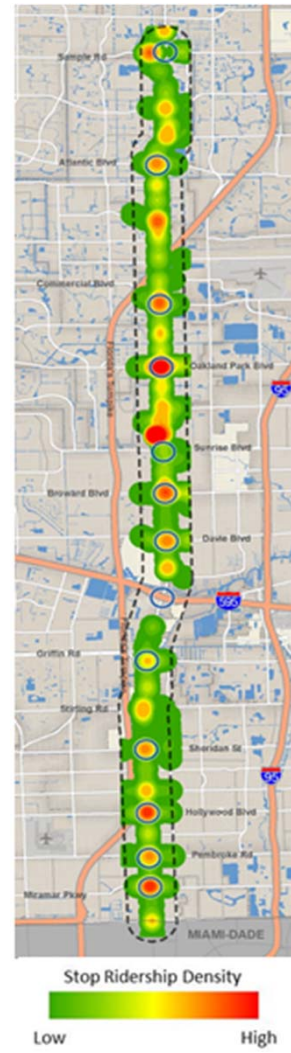 Sample Rd
Atlantic Blvd
Commercial Blvd
Oakland Park Blvd
95
Sunrise Blvd
Broward Blvd
Davie Blvd
595
Griffin Rd
Stirling Rd
Sheridan St
95
Hollywood Blvd
Pembroke Rd
Miramar Pkwy
MIAMI-DADE
Stop Ridership Density
Low
High